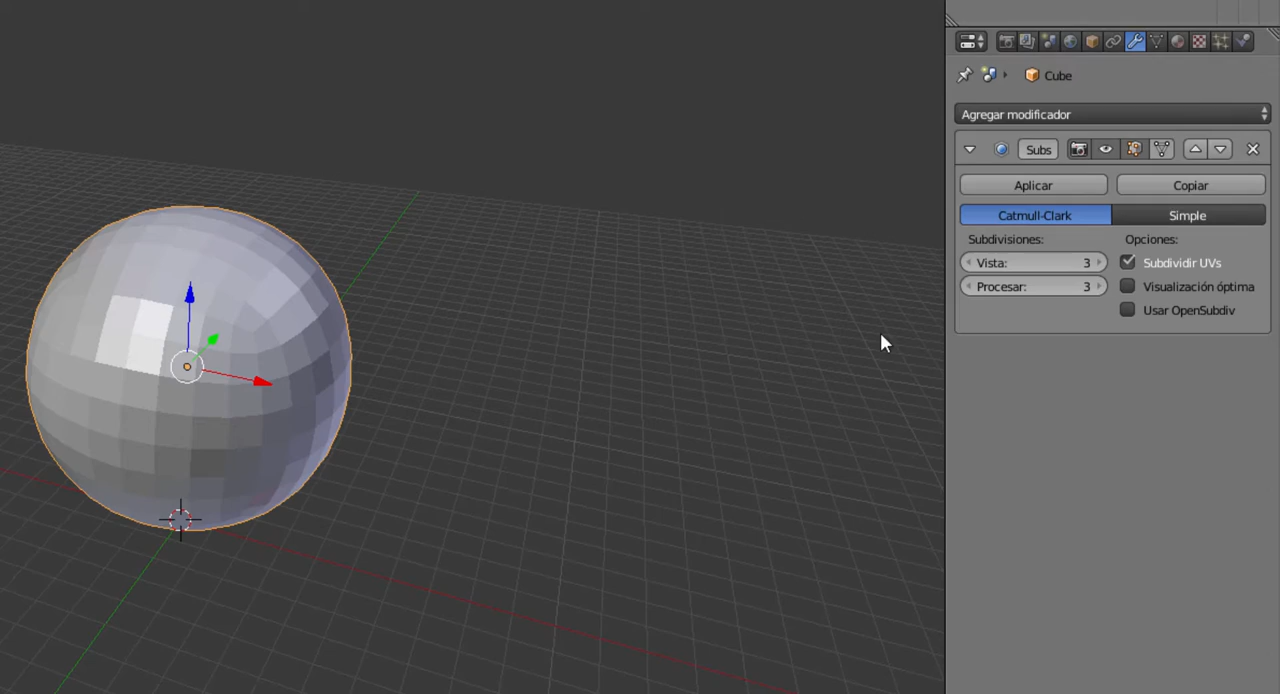 Cube
Agregar modificador
Subs
Aplicar
Copiar
Catmull-Clark
Simple
Subdivisiones:
Opciones:
Vista: 3
Subdividir UVs
Procesar: 3
Visualización óptima
Usar OpenSubdiv